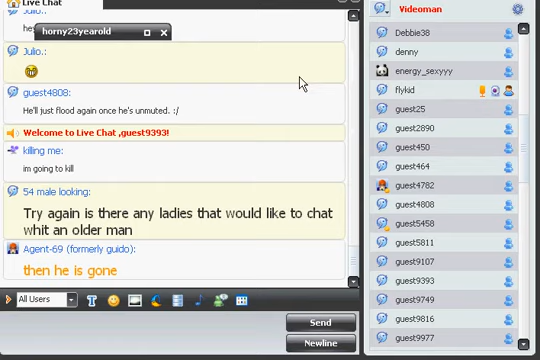 Live Chat
Videoman
Julio.:
hey
horny23yearold
Julio.:
guest4808:
He'll just flood again once he's unmuted. :/
Welcome to Live Chat ,guest9393!
killing me:
im going to kill
54 male looking:
Try again is there any ladies that would like to chat
whit an older man
Agent-69 (formerly guido):
then he is gone
All Users
T
Send
Newline
Debbie38
denny
energy_sexyyy
flykid
guest25
guest2890
guest450
guest464
guest4782
guest4808
guest5458
guest5811
guest9107
guest9393
guest9749
guest9816
guest9977